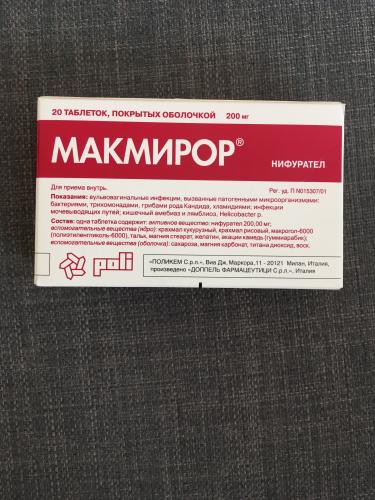 20 ТАБЛЕТОК, ПОКРЫТЫХ ОБОЛОЧКОЙ 200 мг
МАКМИРОР®
НИФУРАТЕЛ
Для приема внутрь.
Рег. уд. П N015307/01
Показания: вульвовагинальные инфекции, вызванные патогенными микроорганизмами:
бактериями, трихомонадами, грибами рода Кандида, хламидиями; инфекции
мочевыводящих путей; кишечный амебиаз и лямблиоз, Helicobacter p.
Состав: одна таблетка содержит: активное вещество: нифурател 200,00 мг;
вспомогательные вещества (ядро): крахмал кукурузный, крахмал рисовый, макрогол-6000
(полиэтиленгликоль-6000), тальк, магния стеарат, желатин, акации камедь (гуммиарабик);
вспомогательные вещества (оболочка): сахароза, магния карбонат, титана диоксид, воск.
poli
«ПОЛИКЕМ С.р.л.», Виа Дж. Маркора,11 - 20121 Милан, Италия,
произведено «ДОППЕЛЬ ФАРМАЦЕУТИЦИ С.р.л.», Италия